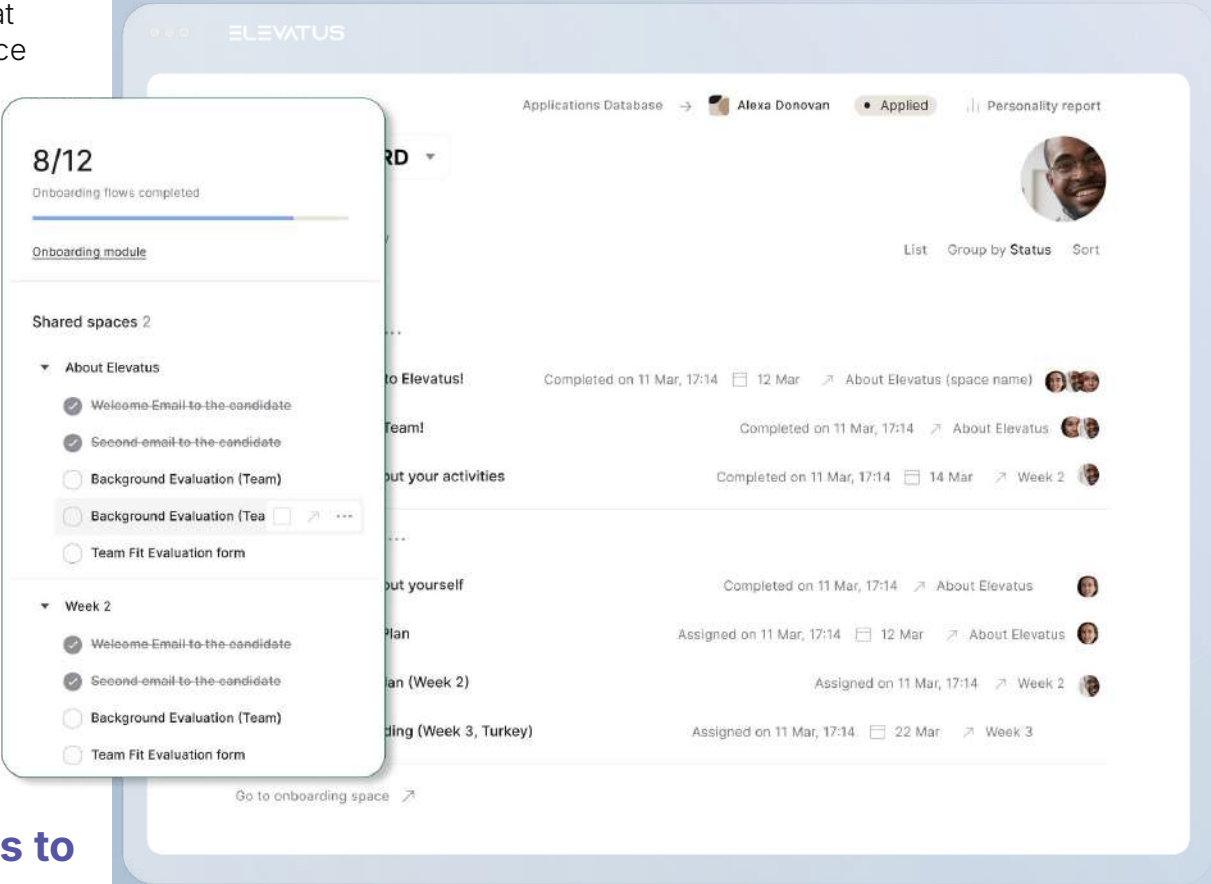 at
ce
ELEVATUS
Applications Database → Alexa Donovan • Applied Personality report
RD
8/12
Onboarding flows completed
Onboarding module
List Group by Status Sort
Shared spaces 2
About Elevatus
Welcome Email to the candidate
Second email to the candidate
Background Evaluation (Team)
Background Evaluation (Tea ...
Team Fit Evaluation form
Week 2
Welcome Email to the candidate
Second email to the candidate
Background Evaluation (Team)
Team Fit Evaluation form
...
to Elevatus! Completed on 11 Mar, 17:14 12 Mar ↗ About Elevatus (space name)
Team! Completed on 11 Mar, 17:14 ↗ About Elevatus
out your activities Completed on 11 Mar, 17:14 14 Mar ↗ Week 2
...
out yourself Completed on 11 Mar, 17:14 ↗ About Elevatus
Plan Assigned on 11 Mar, 17:14 12 Mar ↗ About Elevatus
lan (Week 2) Assigned on 11 Mar, 17:14 ↗ Week 2
ding (Week 3, Turkey) Assigned on 11 Mar, 17:14 22 Mar ↗ Week 3
Go to onboarding space ↗
s to